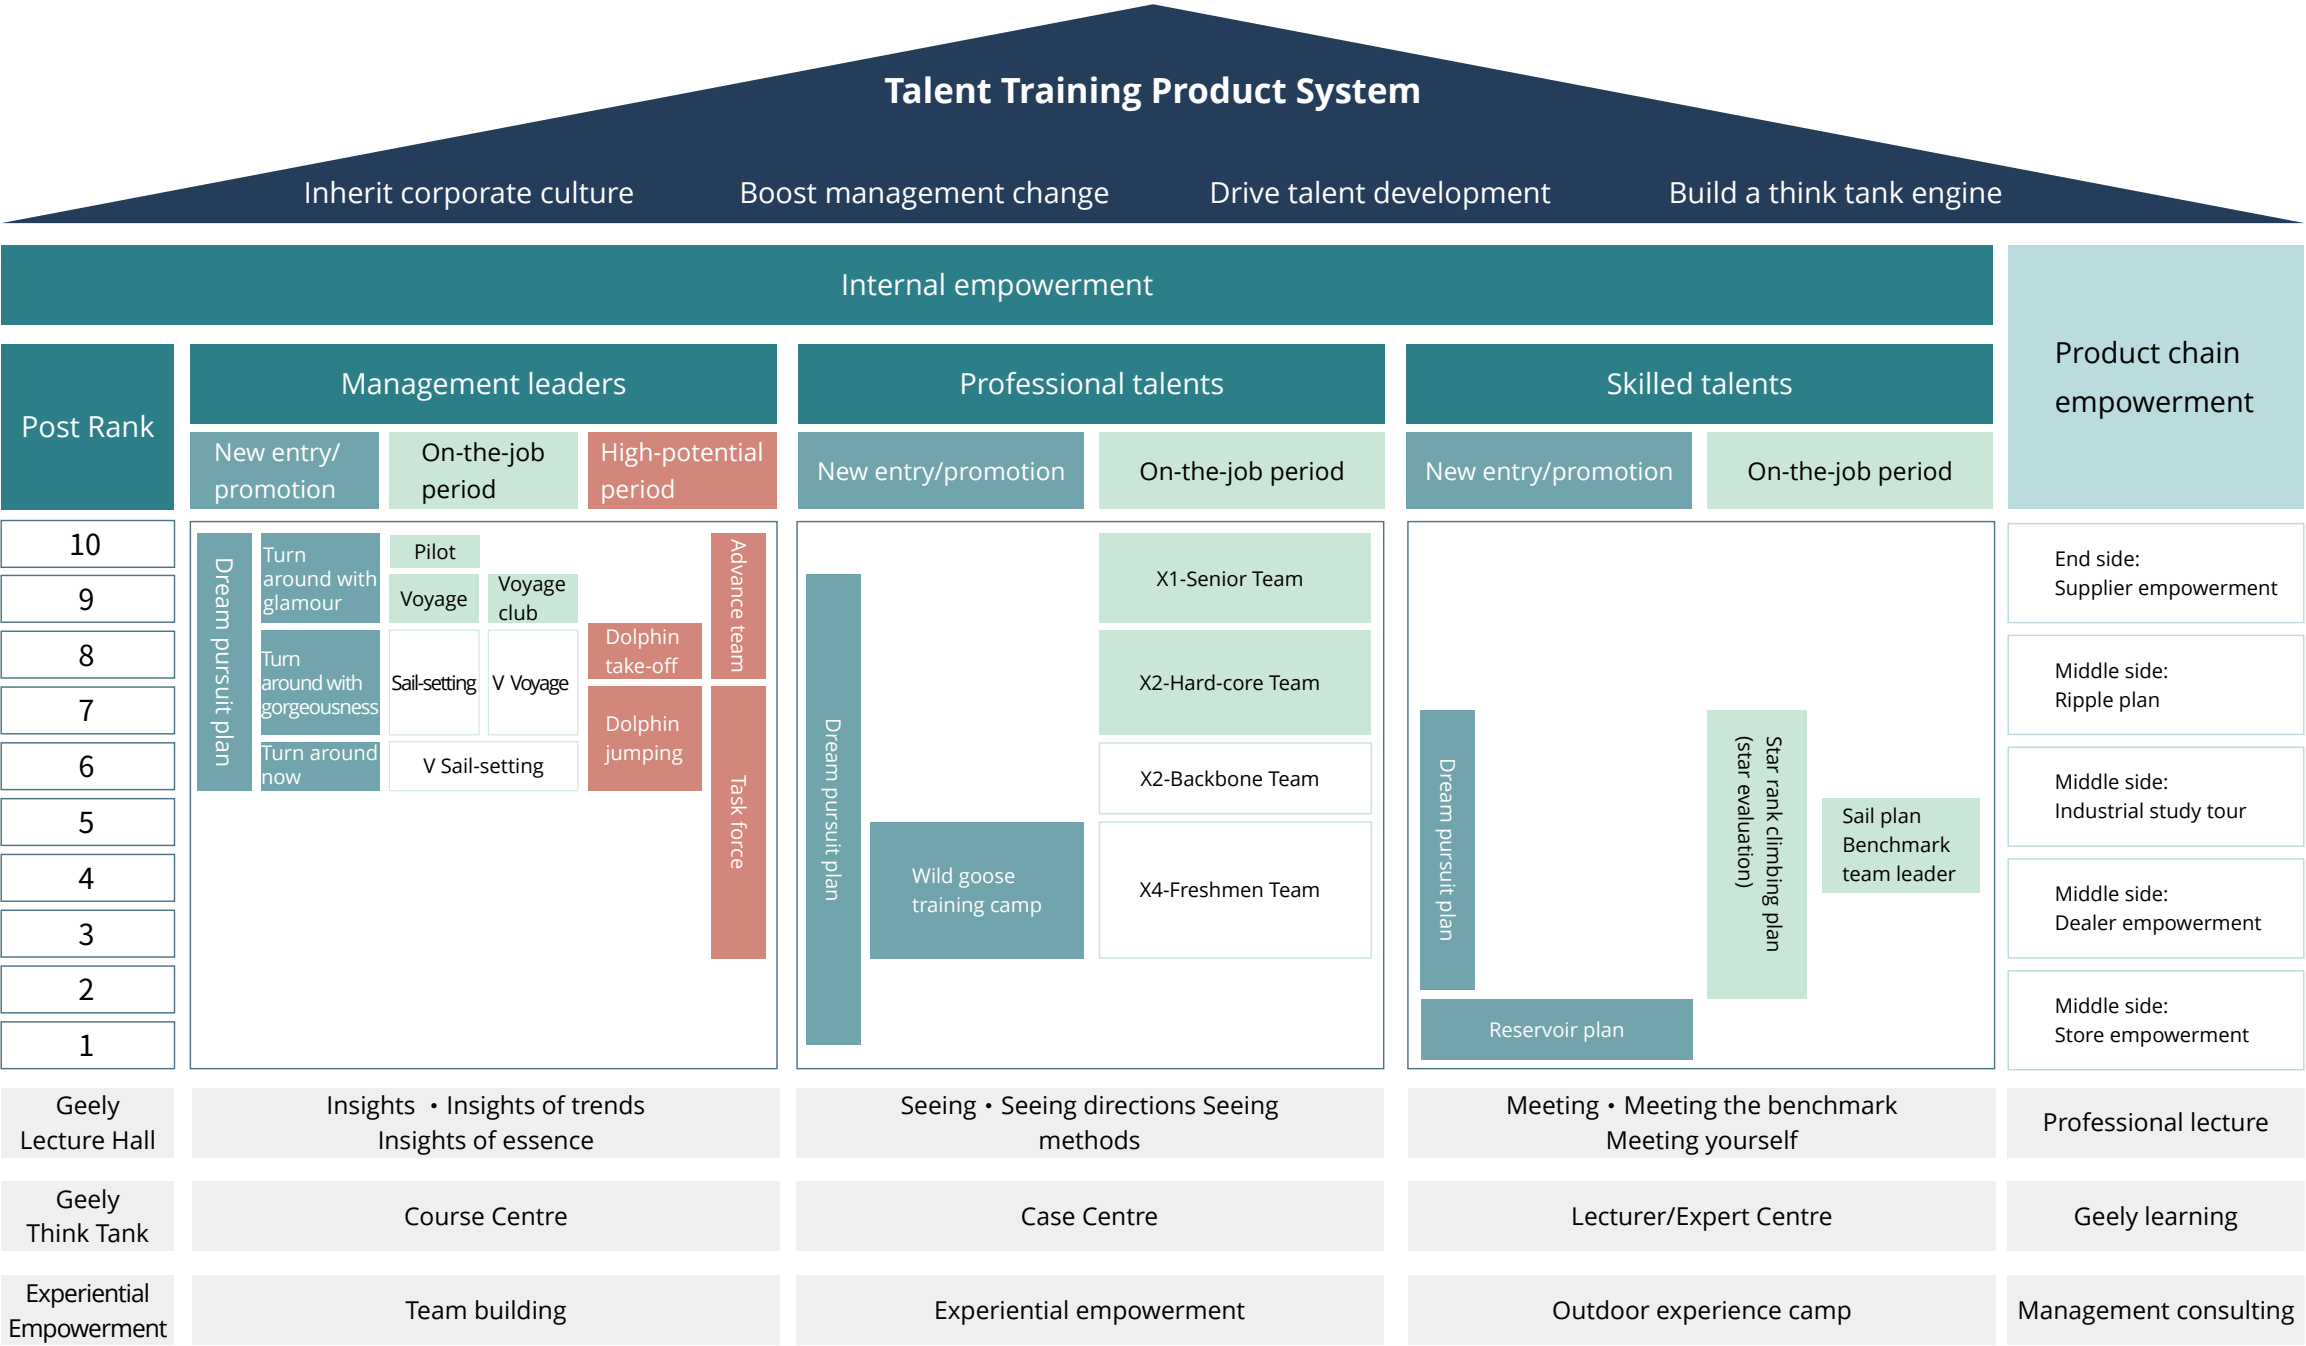 Talent Training Product System
Inherit corporate culture
Boost management change
Drive talent development
Build a think tank engine
Internal empowerment
Product chain
empowerment
Post Rank
Management leaders
Professional talents
Skilled talents
New entry/
promotion
On-the-job
period
High-potential
period
New entry/promotion
On-the-job period
New entry/promotion
On-the-job period
10
9
8
7
6
5
4
3
2
1
Dream pursuit plan
Turn
around with
glamour
Turn
around with
gorgeousness
Turn around
now
Pilot
Voyage
Voyage
club
Sail-setting
V Voyage
V Sail-setting
Dolphin
take-off
Dolphin
jumping
Advance team
Task force
Dream pursuit plan
Wild goose
training camp
X1-Senior Team
X2-Hard-core Team
X2-Backbone Team
X4-Freshmen Team
Dream pursuit plan
Reservoir plan
Star rank climbing plan
(star evaluation)
Sail plan
Benchmark
team leader
End side:
Supplier empowerment
Middle side:
Ripple plan
Middle side:
Industrial study tour
Middle side:
Dealer empowerment
Middle side:
Store empowerment
Geely
Lecture Hall
Insights ・Insights of trends
Insights of essence
Seeing・Seeing directions Seeing
methods
Meeting・Meeting the benchmark
Meeting yourself
Professional lecture
Geely
Think Tank
Course Centre
Case Centre
Lecturer/Expert Centre
Geely learning
Experiential
Empowerment
Team building
Experiential empowerment
Outdoor experience camp
Management consulting